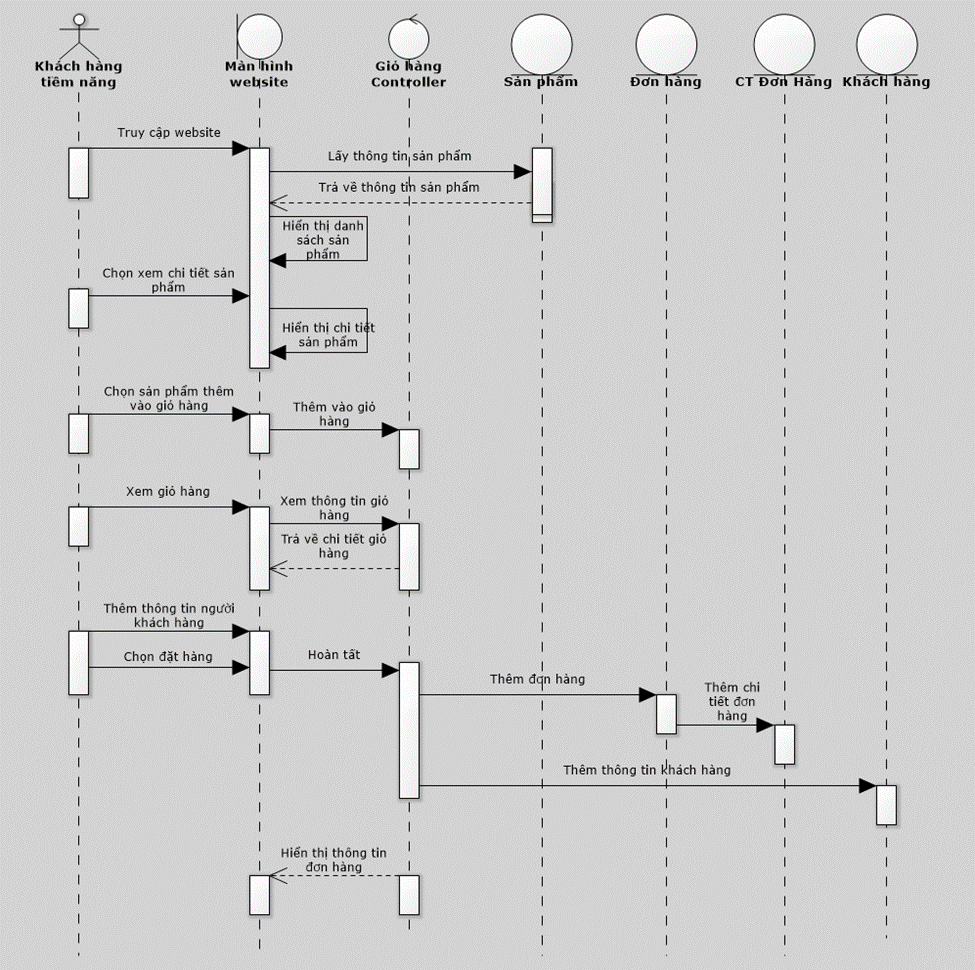 Khách hàng
tiềm năng
Màn hình
website
Giỏ hàng
Controller
Sản phẩm
Đơn hàng
CT Đơn Hàng
Khách hàng
Truy cập website
Lấy thông tin sản phẩm
Trả về thông tin sản phẩm
Hiển thị danh
sách sản
phẩm
Chọn xem chi tiết sản
phẩm
Hiển thị chi tiết
sản phẩm
Chọn sản phẩm thêm
vào giỏ hàng
Thêm vào giỏ
hàng
Xem giỏ hàng
Xem thông tin giỏ
hàng
Trả về chi tiết giỏ
hàng
Thêm thông tin người
khách hàng
Chọn đặt hàng
Hoàn tất
Thêm đơn hàng
Thêm chi
tiết đơn
hàng
Thêm thông tin khách hàng
Hiển thị thông tin
đơn hàng